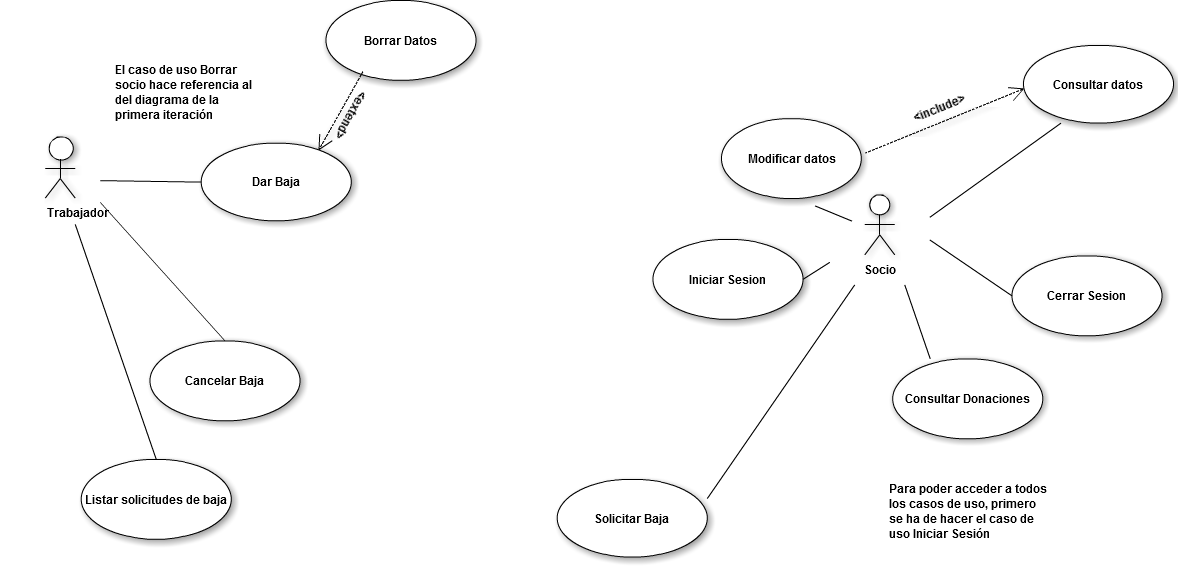 Borrar Datos
El caso de uso Borrar
socio hace referencia al
del diagrama de la
primera iteración
<extend>
Dar Baja
Trabajador
Cancelar Baja
Listar solicitudes de baja
Consultar datos
<include>
Modificar datos
Socio
Iniciar Sesion
Cerrar Sesion
Consultar Donaciones
Solicitar Baja
Para poder acceder a todos
los casos de uso, primero
se ha de hacer el caso de
uso Iniciar Sesión